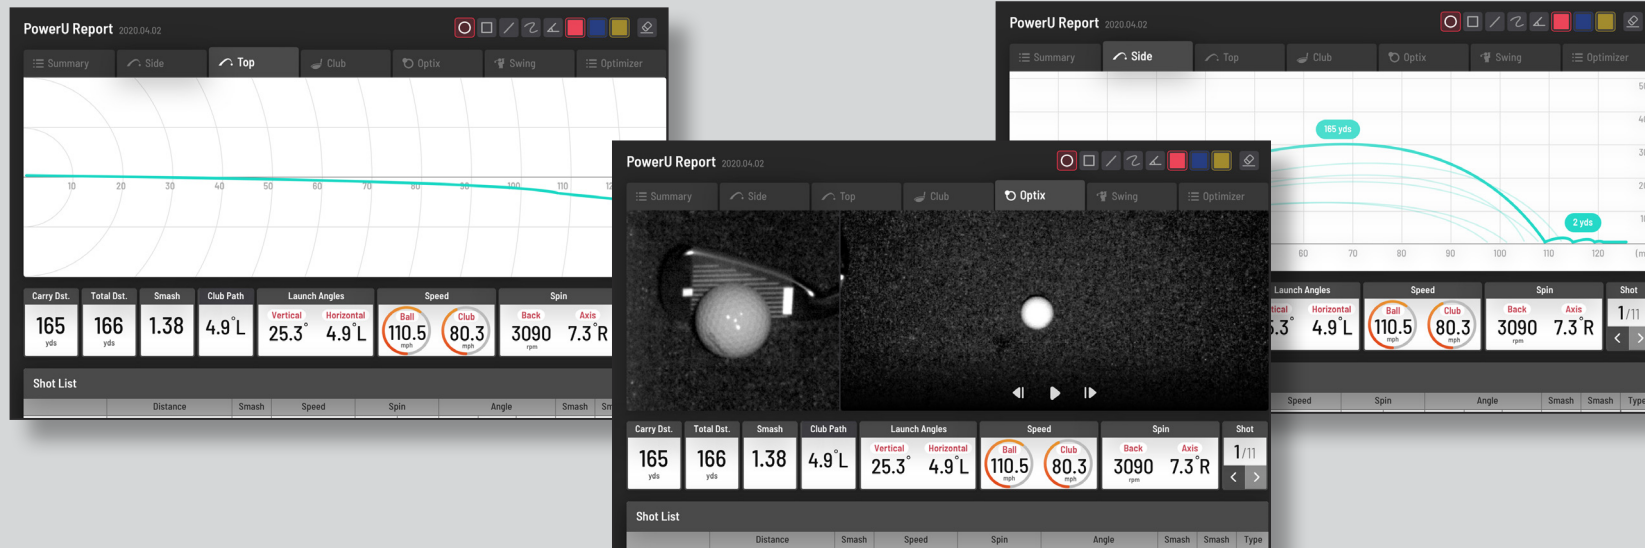 PowerU Report 2020.04.02
Summary Side Top Club Optix Swing Optimizer
10 20 30 40 50 60 70 80 90 100 110
Carry Dst. Total Dst. Smash Club Path Launch Angles Speed Spin
Vertical Horizontal Ball Club Back Axis
165 166 1.38 4.9°L 25.3° 4.9°L 110.5 80.3 3090 7.3°R
yds yds mph mph rpm
Shot List
Distance Smash Speed Spin Angle Smash
PowerU Report 2020.04.02
Summary Side Top Club Optix Swing Optimizer
Carry Dst. Total Dst. Smash Club Path Launch Angles Speed Spin Shot
Vertical Horizontal Ball Club Back Axis
165 166 1.38 4.9°L 25.3° 4.9°L 110.5 80.3 3090 7.3°R 1/11
yds yds mph mph rpm
Shot List
Distance Smash Speed Spin Angle Smash Smash Type
PowerU Report 2020.04.02
Summary Side Top Club Optix Swing Optimizer
165 yds
2 yds
60 70 80 90 100 110 120
Launch Angles Speed Spin Shot
Horizontal Ball Club Back Axis
4.9°L 110.5 80.3 3090 7.3°R 1/11
mph mph rpm
Speed Spin Angle Smash Smash Type